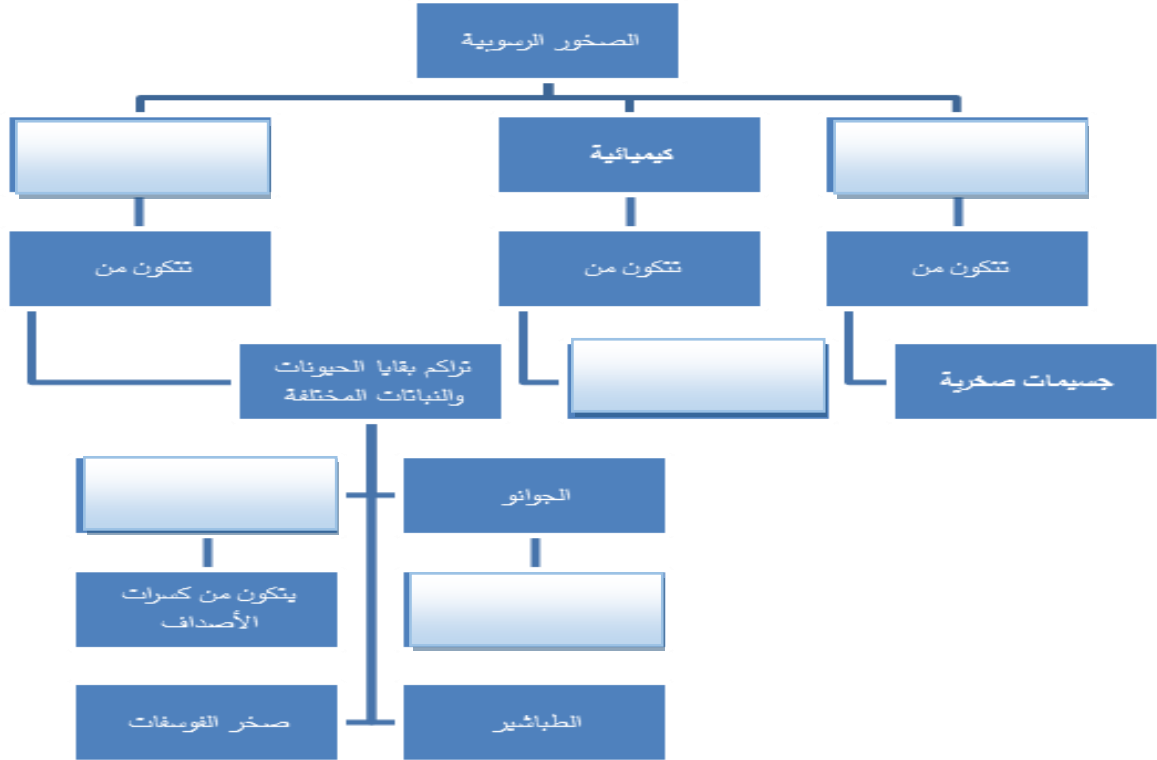 الصخور الرسوبية
كيميائية
تتكون من
تتكون من
تتكون من
جسيمات صخرية
تراكم بقايا الحيونات
والنباتات المختلفة
الجوانو
يتكون من كسرات
الأصداف
الطباشير
صخر الفوسفات